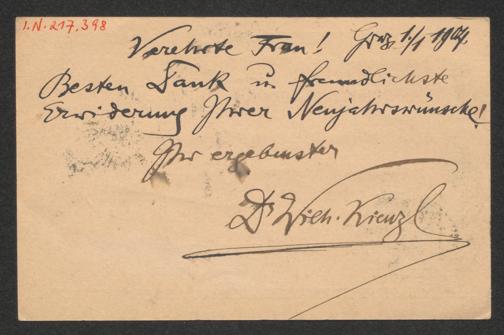 I.N. 217.398
Verehrte Frau! Graz 1./1 1904.
Besten Dank u freundlichste
Erwiderung Ihrer Neujahrswünsche!
Ihr ergebenster
Dr Wilh. Kienzl